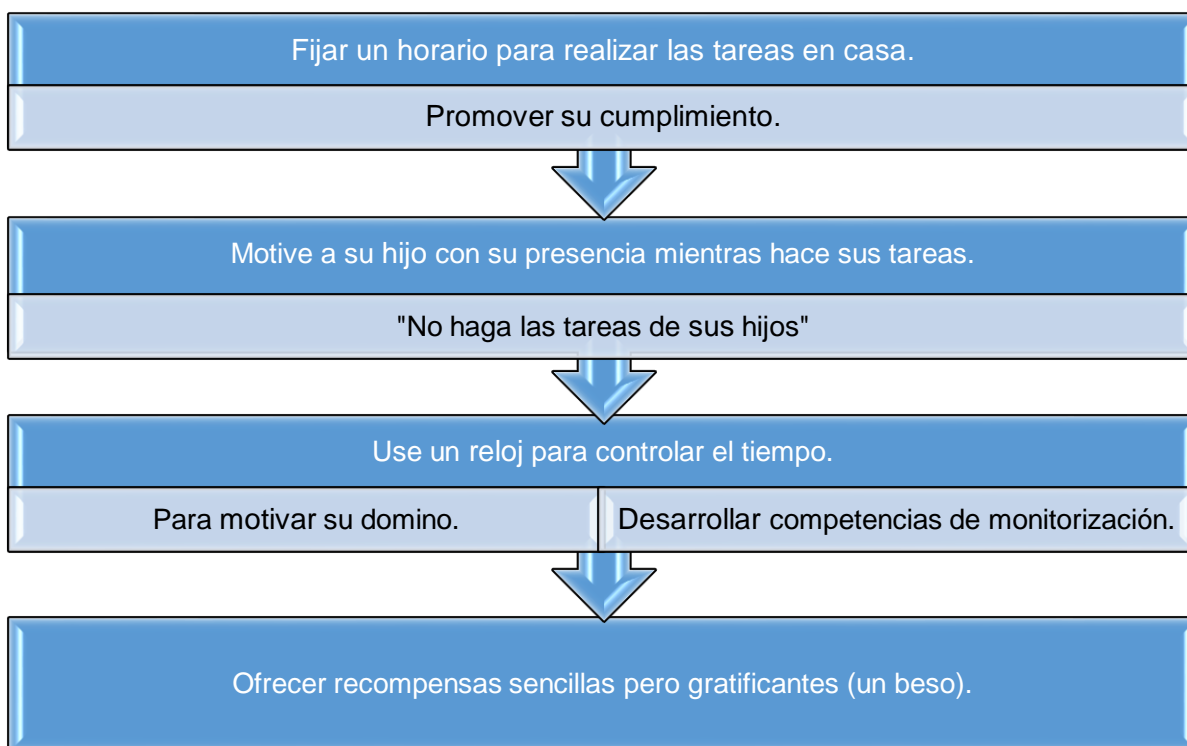 Fijar un horario para realizar las tareas en casa.
Promover su cumplimiento.
Motive a su hijo con su presencia mientras hace sus tareas.
"No haga las tareas de sus hijos"
Use un reloj para controlar el tiempo.
Para motivar su domino.
Desarrollar competencias de monitorización.
Ofrecer recompensas sencillas pero gratificantes (un beso).